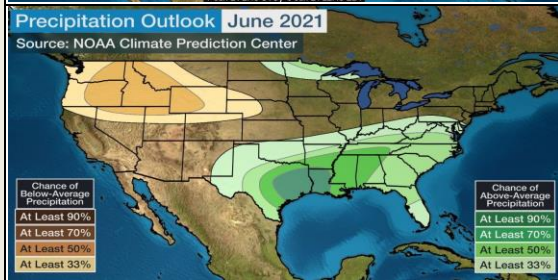 Precipitation Outlook June 2021
Source: NOAA Climate Prediction Center
Chance of
Below-Average
Precipitation
At Least 90%
At Least 70%
At Least 50%
At Least 33%
Chance of
Above-Average
Precipitation
At Least 90%
At Least 70%
At Least 50%
At Least 33%